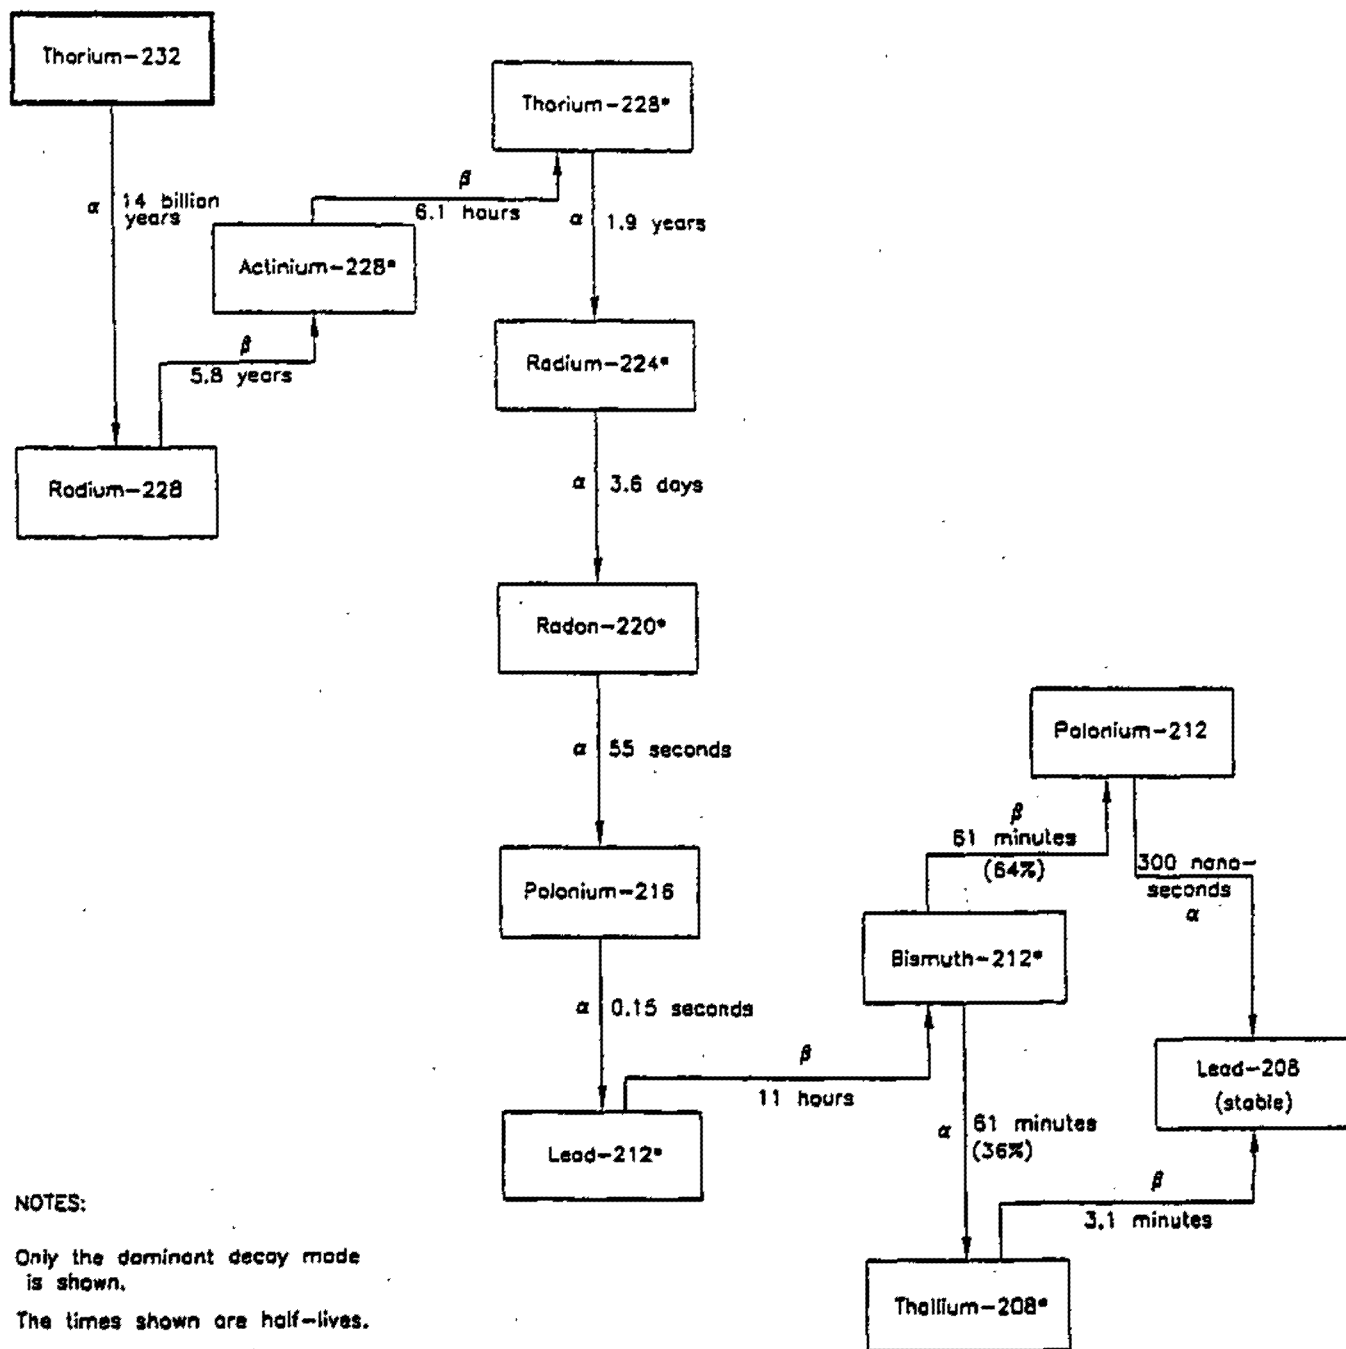 Thorium-232
Thorium-228*
α
14 billion
years
β
6.1 hours
α
1.9 years
Actinium-228*
β
5.8 years
Radium-224*
Radium-228
α
3.6 days
Radon-220*
α
55 seconds
Polonium-212
β
61 minutes
(64%)
300 nano-
seconds
α
Polonium-216
Bismuth-212*
α
0.15 seconds
β
11 hours
α
61 minutes
(36%)
Lead-208
(stable)
Lead-212*
β
3.1 minutes
Thallium-208*
NOTES:
Only the dominant decay mode
is shown.
The times shown are half-lives.